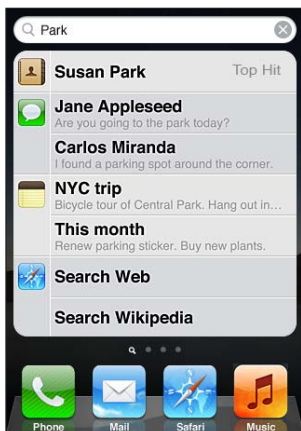 Park
Susan Park Top Hit
Jane Appleseed
Are you going to the park today?
Carlos Miranda
I found a parking spot around the corner.
NYC trip
Bicycle tour of Central Park. Hang out in…
This month
Renew parking sticker. Buy new plants.
Search Web
Search Wikipedia
Phone Mail Safari Music